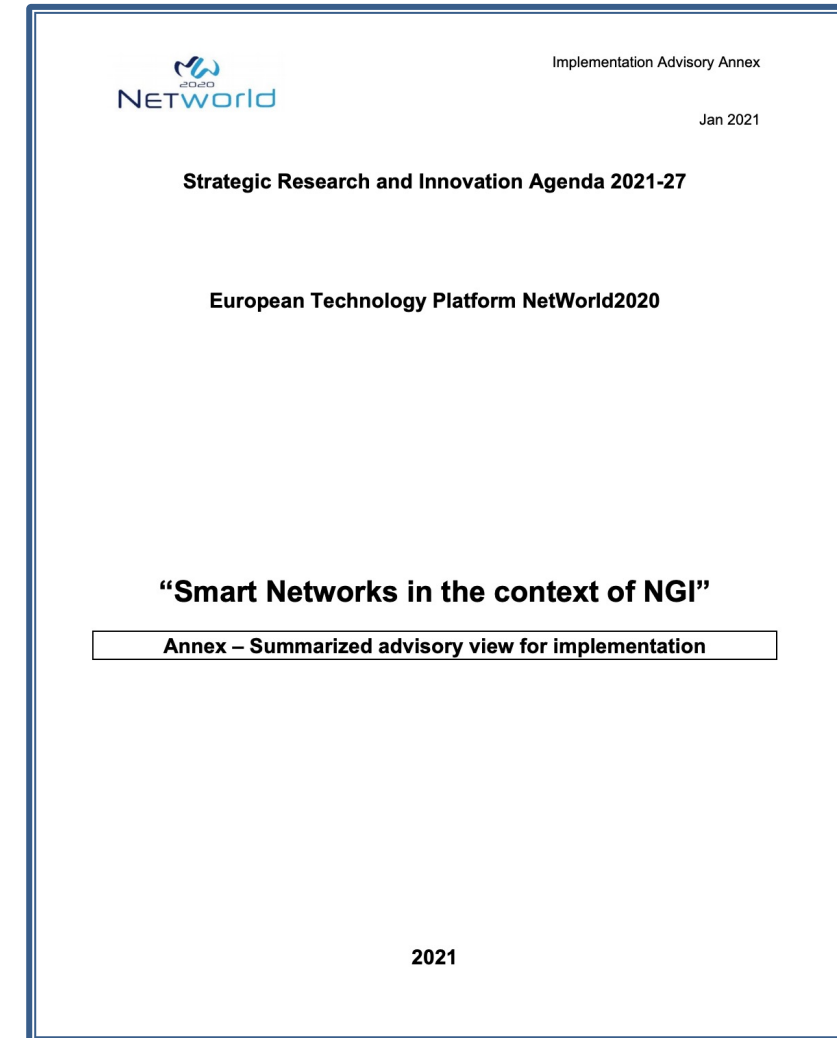 2020
NETWORLD
Implementation Advisory Annex
Jan 2021
Strategic Research and Innovation Agenda 2021-27
European Technology Platform NetWorld2020
“Smart Networks in the context of NGI”
Annex – Summarized advisory view for implementation
2021